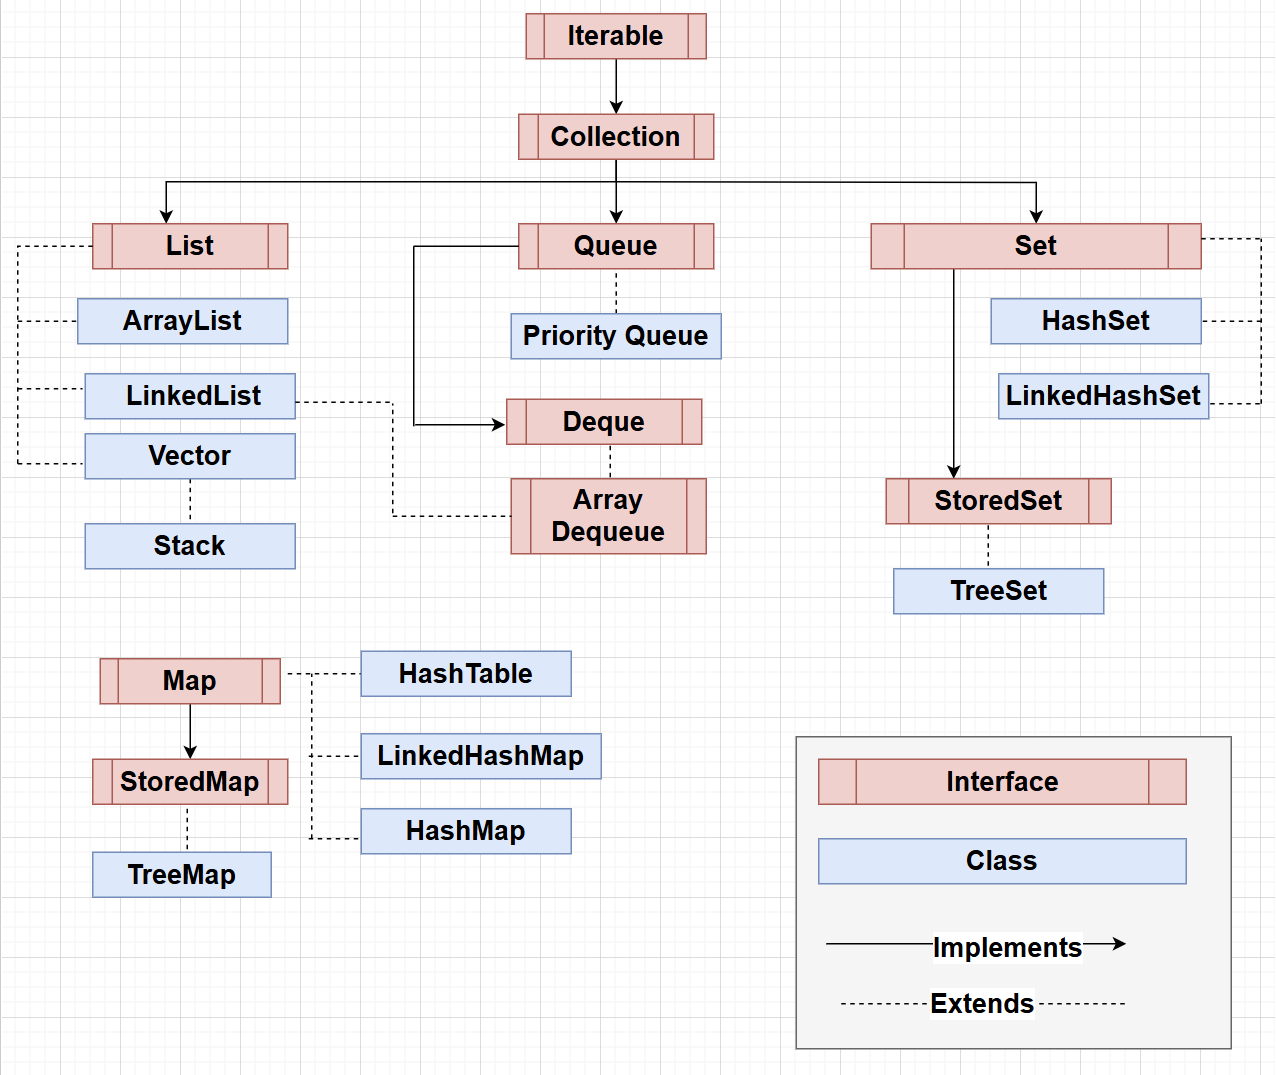 Iterable
Collection
List
Queue
Set
ArrayList
Priority Queue
HashSet
LinkedList
Deque
LinkedHashSet
Vector
Array
Dequeue
StoredSet
Stack
TreeSet
Map
HashTable
StoredMap
LinkedHashMap
HashMap
TreeMap
Interface
Class
Implements
Extends